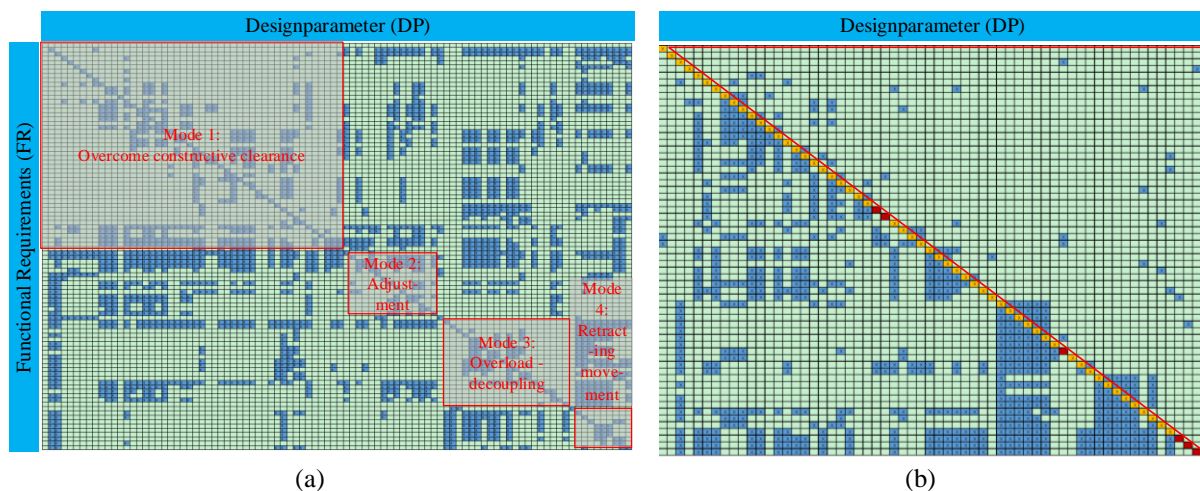 Designparameter (DP)
Designparameter (DP)
Functional Requirements (FR)
Mode 1:
Overcome constructive clearance
Mode 2:
Adjust-
ment
Mode 3:
Overload -
decoupling
Mode
4:
Retract
-ing
move-
ment
(a)
(b)